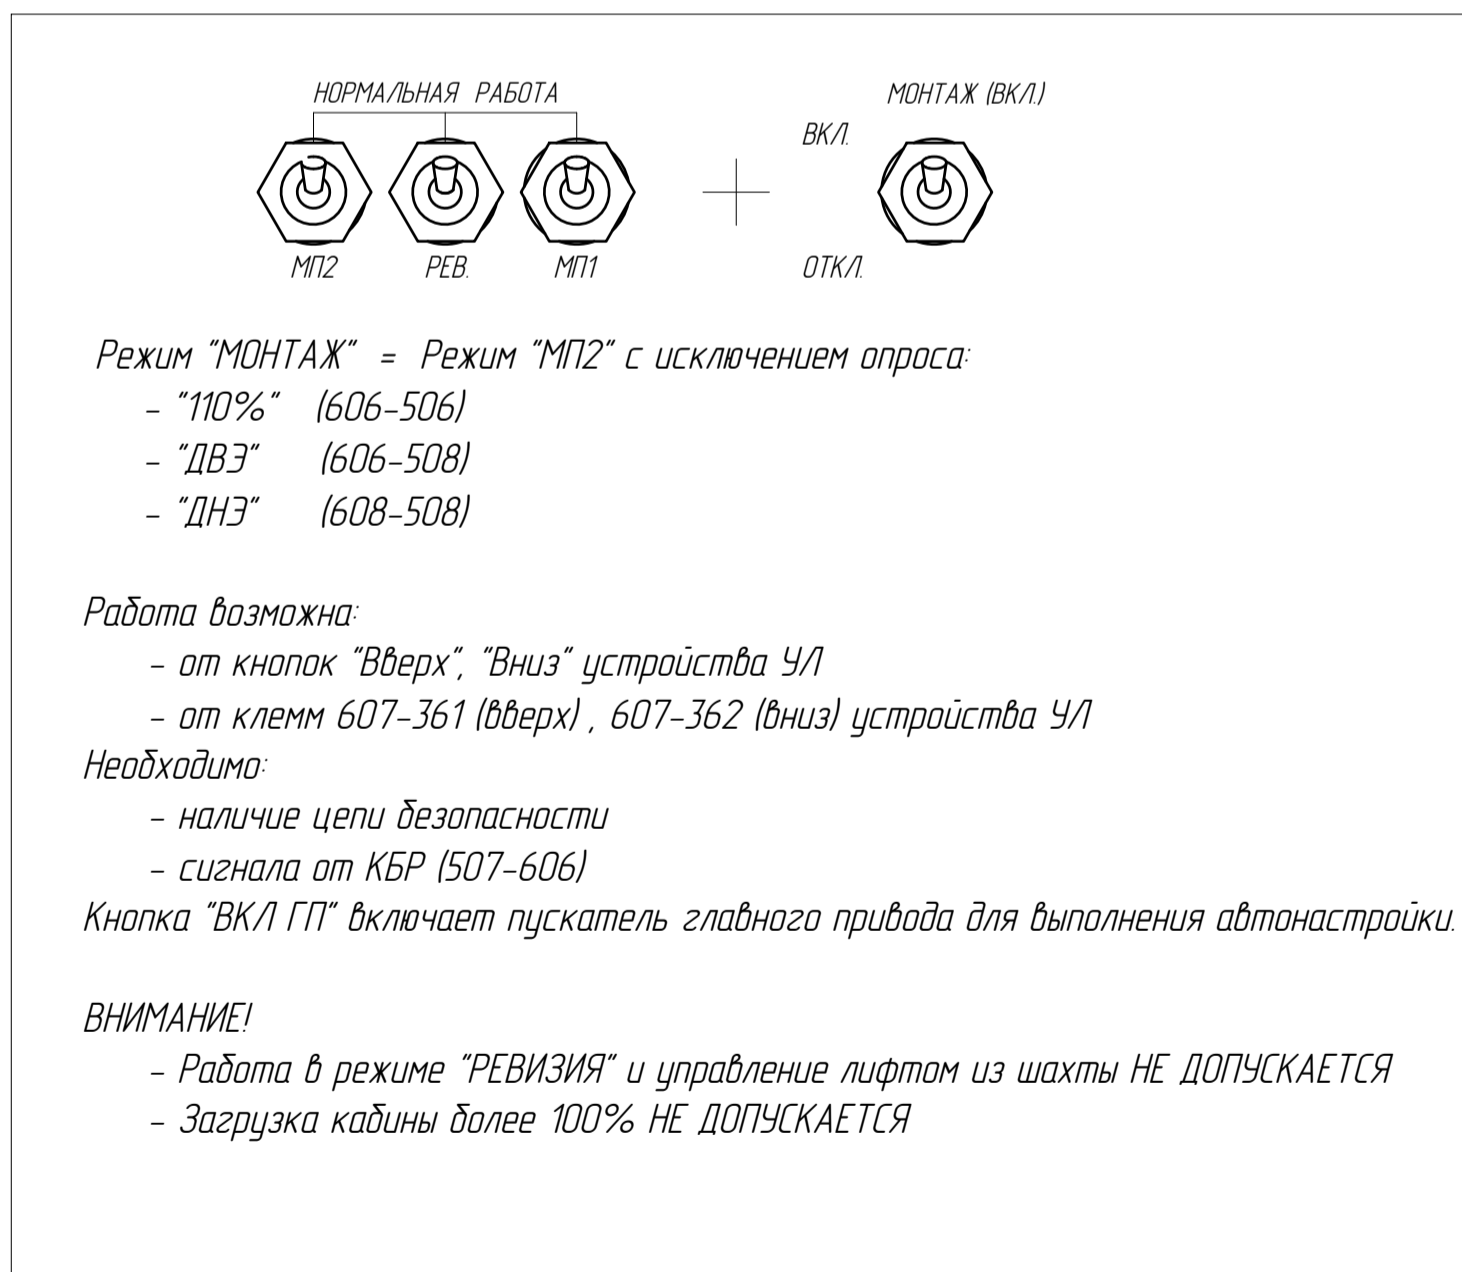 НОРМАЛЬНАЯ РАБОТА
МОНТАЖ (ВКЛ.)
ВКЛ.
МП2 РЕВ. МП1
ОТКЛ.
Режим "МОНТАЖ" = Режим "МП2" с исключением опроса:
- "110%" (606-506)
- "ДВЭ" (606-508)
- "ДНЭ" (608-508)
Работа возможна:
- от кнопок "Вверх", "Вниз" устройства УЛ
- от клемм 607-361 (вверх) , 607-362 (вниз) устройства УЛ
Необходимо:
- наличие цепи безопасности
- сигнала от КБР (507-606)
Кнопка "ВКЛ ГП" включает пускатель главного привода для выполнения автонастройки.
ВНИМАНИЕ!
- Работа в режиме "РЕВИЗИЯ" и управление лифтом из шахты НЕ ДОПУСКАЕТСЯ
- Загрузка кабины более 100% НЕ ДОПУСКАЕТСЯ